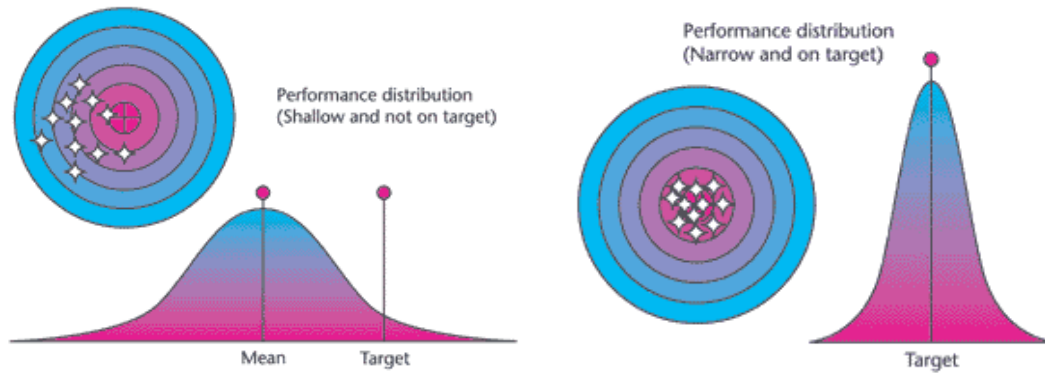 Performance distribution
(Shallow and not on target)
Mean
Target
Performance distribution
(Narrow and on target)
Target